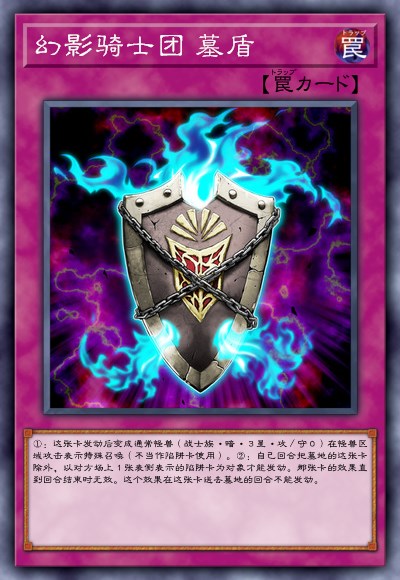 幻影骑士团 墓盾
罠
トラップ
【罠カード】
トラップ
①：这张卡发动后变成通常怪兽（战士族·暗·3星·攻／守0）在怪兽区
域攻击表示特殊召唤（不当作陷阱卡使用）。②：自己回合把墓地的这张卡
除外，以对方场上1张表侧表示的陷阱卡为对象才能发动。那张卡的效果直
到回合结束时无效。这个效果在这张卡送去墓地的回合不能发动。